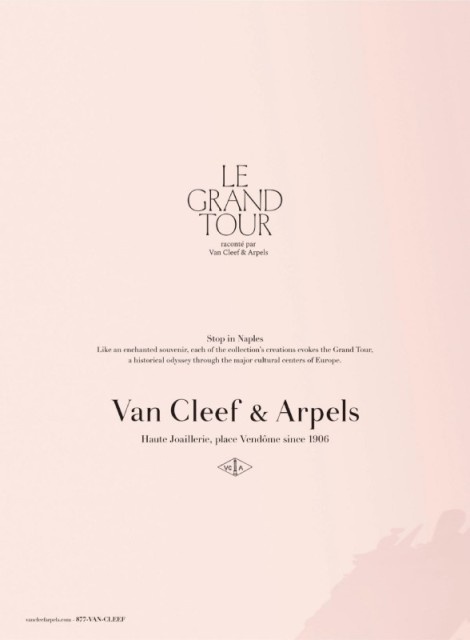 LE
GRAND
TOUR
raconté par
Van Cleef & Arpels
Stop in Naples
Like an enchanted souvenir, each of the collection's creations evokes the Grand Tour,
a historical odyssey through the major cultural centers of Europe.
Van Cleef & Arpels
Haute Joaillerie, place Vendôme since 1906
VC A
vancleefarpels.com - 877-VAN-CLEEF